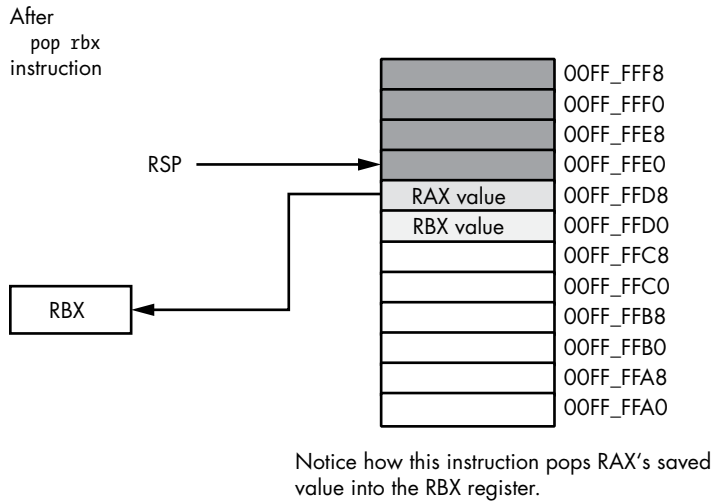 After
pop rbx
instruction
00FF_FFF8
00FF_FFF0
00FF_FFE8
RSP
00FF_FFE0
RAX value
00FF_FFD8
RBX value
00FF_FFD0
00FF_FFC8
00FF_FFC0
RBX
00FF_FFB8
00FF_FFB0
00FF_FFA8
00FF_FFA0
Notice how this instruction pops RAX‘s saved
value into the RBX register.